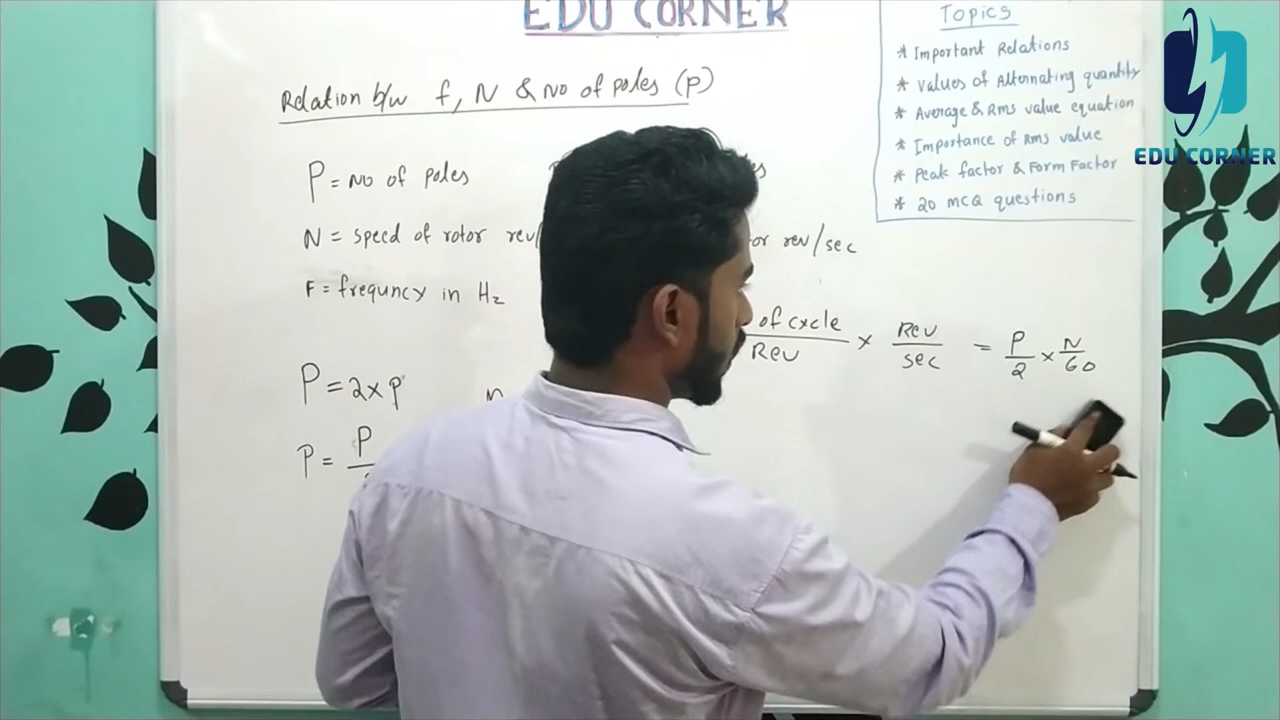 EDU CORNER
Relation b/w f, N & No of poles (P)
P = No of poles
N = speed of rotor rev/
or rev/sec
F = frequncy in Hz
of cycle / Rev × Rev / sec = P/2 × N/60
P = 2 × P
n
P = P
Topics
* Important Relations
* Values of Alternating quantity
* Average & Rms value equation
* Importance of Rms value
* Peak factor & Form Factor
* 20 MCQ questions
EDU CORNER